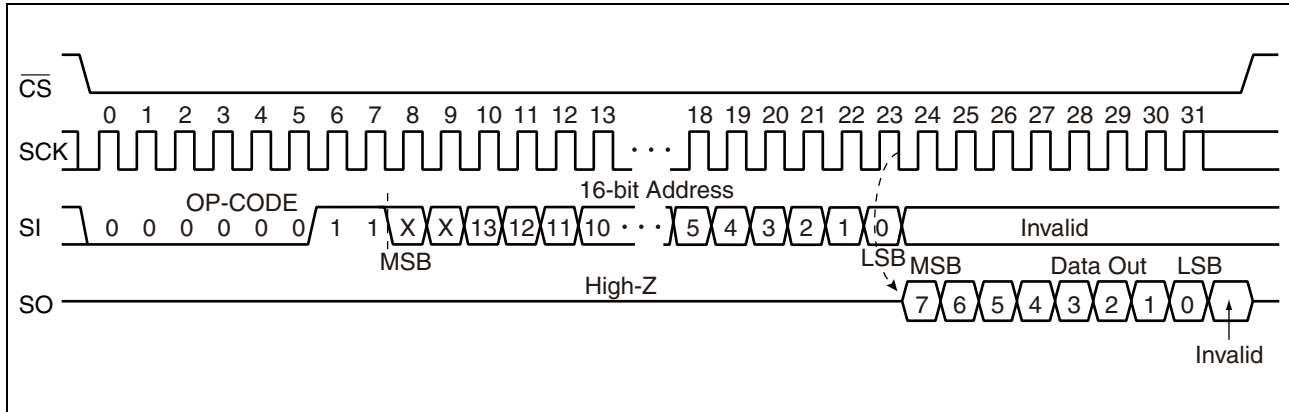 CS
0 1 2 3 4 5 6 7 8 9 10 11 12 13 18 19 20 21 22 23 24 25 26 27 28 29 30 31
SCK
· · ·
OP-CODE
16-bit Address
SI
0 0 0 0 0 0 1 1 X X 13 12 11 10 · · · 5 4 3 2 1 0
Invalid
MSB
LSB
MSB
Data Out
LSB
High-Z
SO
7 6 5 4 3 2 1 0
Invalid